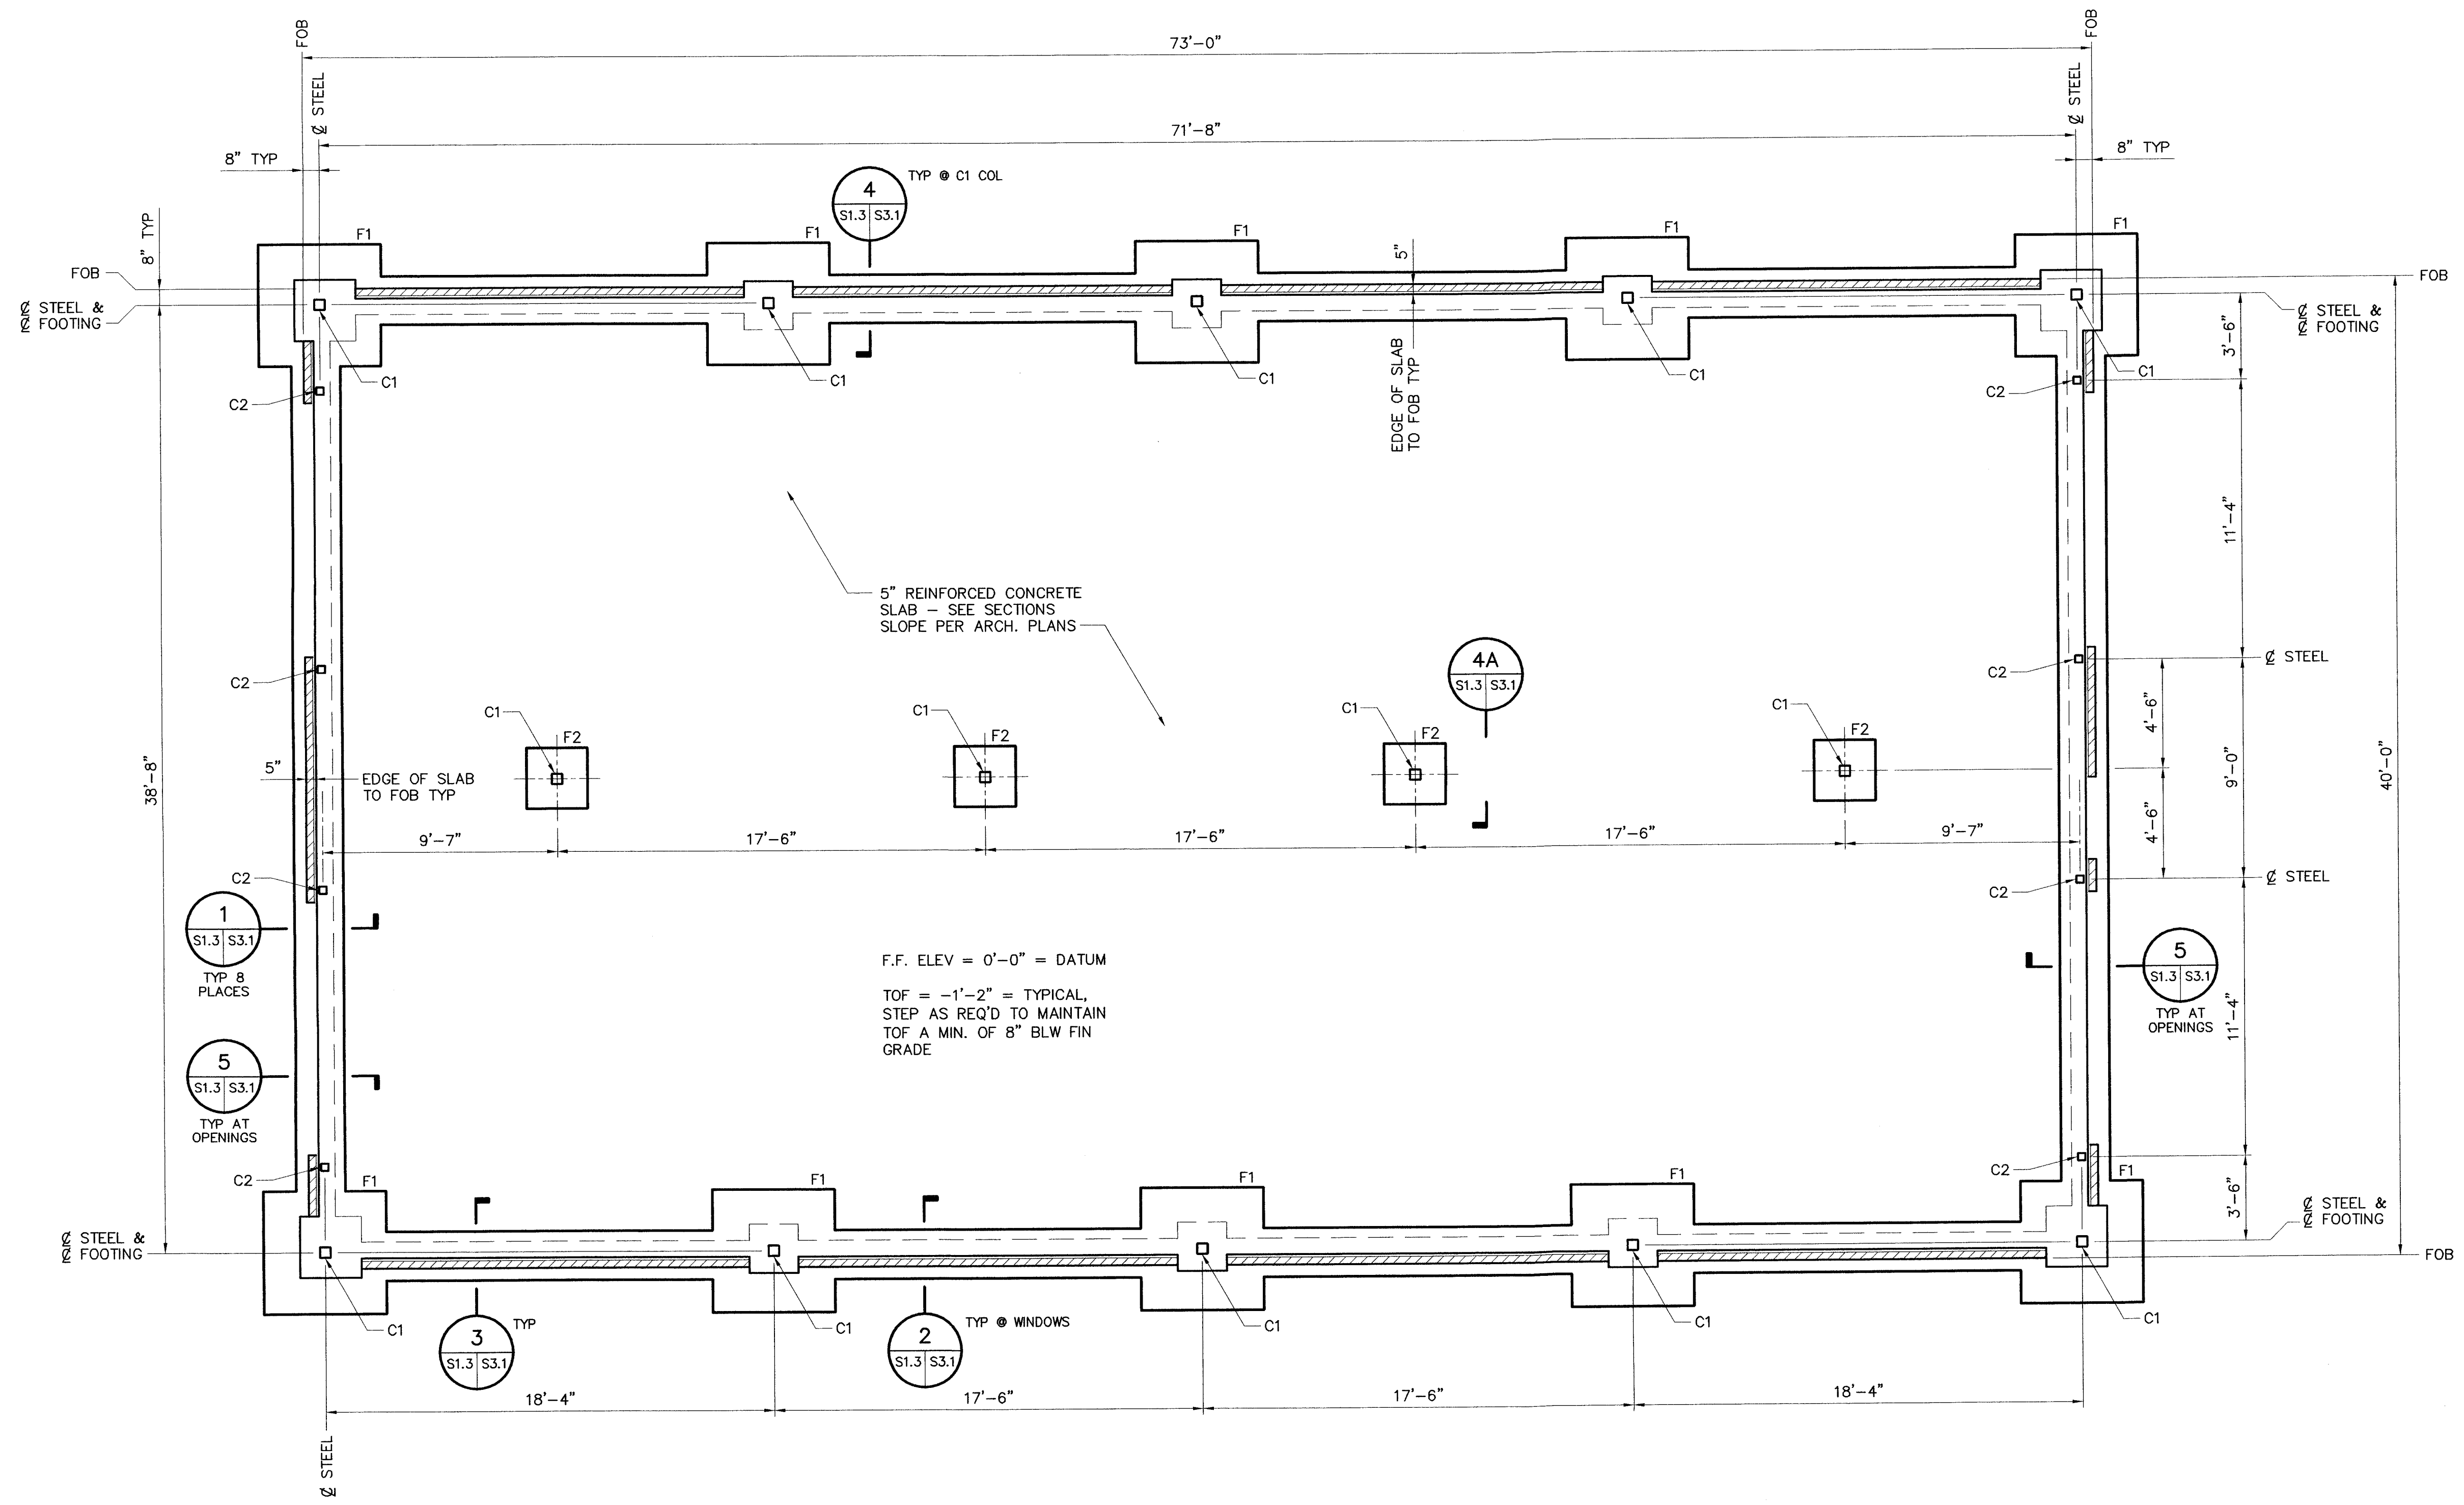 FOB
FOB
73'-0"
℄ STEEL
℄ STEEL
71'-8"
8" TYP
8" TYP
4
S1.3 S3.1
TYP @ C1 COL
8" TYP
F1
F1
F1
F1
F1
5"
FOB
FOB
℄ STEEL &
℄ FOOTING
℄ STEEL &
℄ FOOTING
3'-6"
C1
C1
C1
C1
C1
C2
C2
EDGE OF SLAB
TO FOB TYP
11'-4"
5" REINFORCED CONCRETE
SLAB – SEE SECTIONS
SLOPE PER ARCH. PLANS
4A
S1.3 S3.1
C2
C2
℄ STEEL
C1
C1
C1
C1
F2
F2
F2
F2
4'-6"
9'-0"
40'-0"
38'-8"
5"
EDGE OF SLAB
TO FOB TYP
9'-7"
17'-6"
17'-6"
17'-6"
9'-7"
4'-6"
C2
C2
℄ STEEL
1
S1.3 S3.1
TYP 8
PLACES
F.F. ELEV = 0'-0" = DATUM
TOF = -1'-2" = TYPICAL,
STEP AS REQ'D TO MAINTAIN
TOF A MIN. OF 8" BLW FIN
GRADE
5
S1.3 S3.1
TYP AT
OPENINGS
11'-4"
5
S1.3 S3.1
TYP AT
OPENINGS
C2
C2
F1
F1
F1
F1
F1
3'-6"
℄ STEEL &
℄ FOOTING
℄ STEEL &
℄ FOOTING
FOB
C1
C1
C1
C1
C1
3
S1.3 S3.1
TYP
2
S1.3 S3.1
TYP @ WINDOWS
18'-4"
17'-6"
17'-6"
18'-4"
℄ STEEL